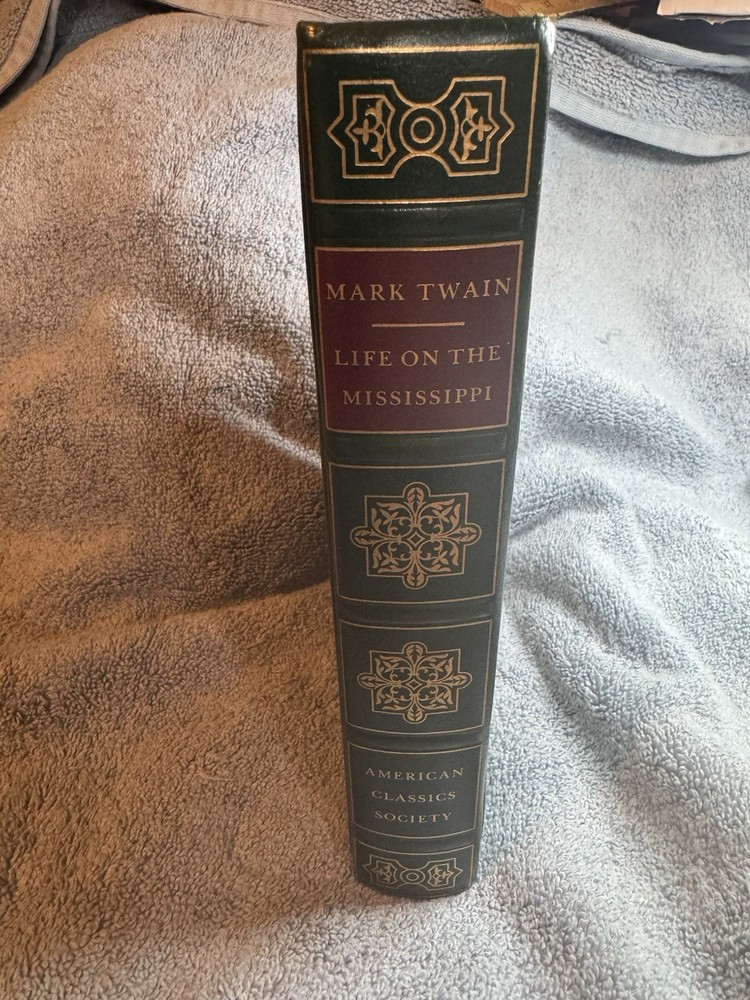 MARK TWAIN
LIFE ON THE
MISSISSIPPI
AMERICAN
CLASSICS
SOCIETY